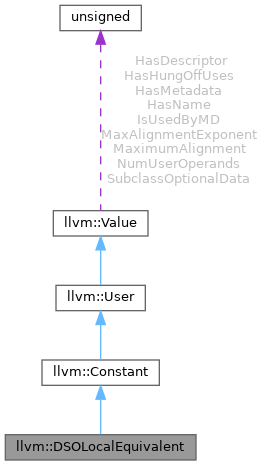 unsigned
HasDescriptor
HasHungOffUses
HasMetadata
HasName
IsUsedByMD
MaxAlignmentExponent
MaximumAlignment
NumUserOperands
SubclassOptionalData
llvm::Value
llvm::User
llvm::Constant
llvm::DSOLocalEquivalent